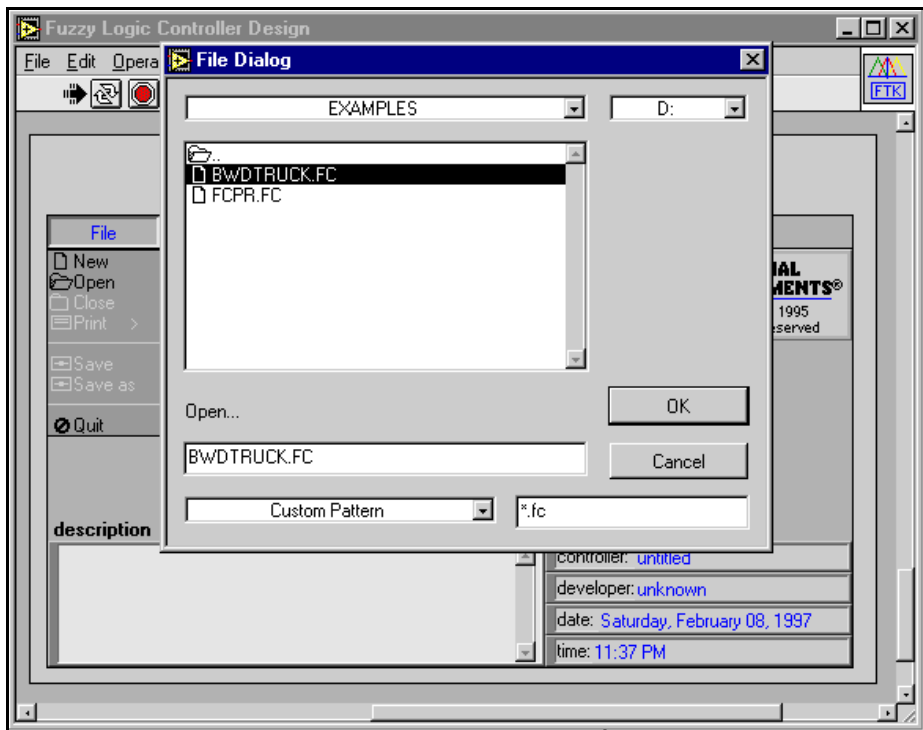 Fuzzy Logic Controller Design
File Edit Opera
File Dialog
FTK
EXAMPLES
D:
..
BWDTRUCK.FC
FCPR.FC
File
New
Open
Close
Print >
Save
Save as
Quit
IAL
MENTS®
1995
served
Open...
OK
BWDTRUCK.FC
Cancel
Custom Pattern
*.fc
description
controller: untitled
developer: unknown
date: Saturday, February 08, 1997
time: 11:37 PM